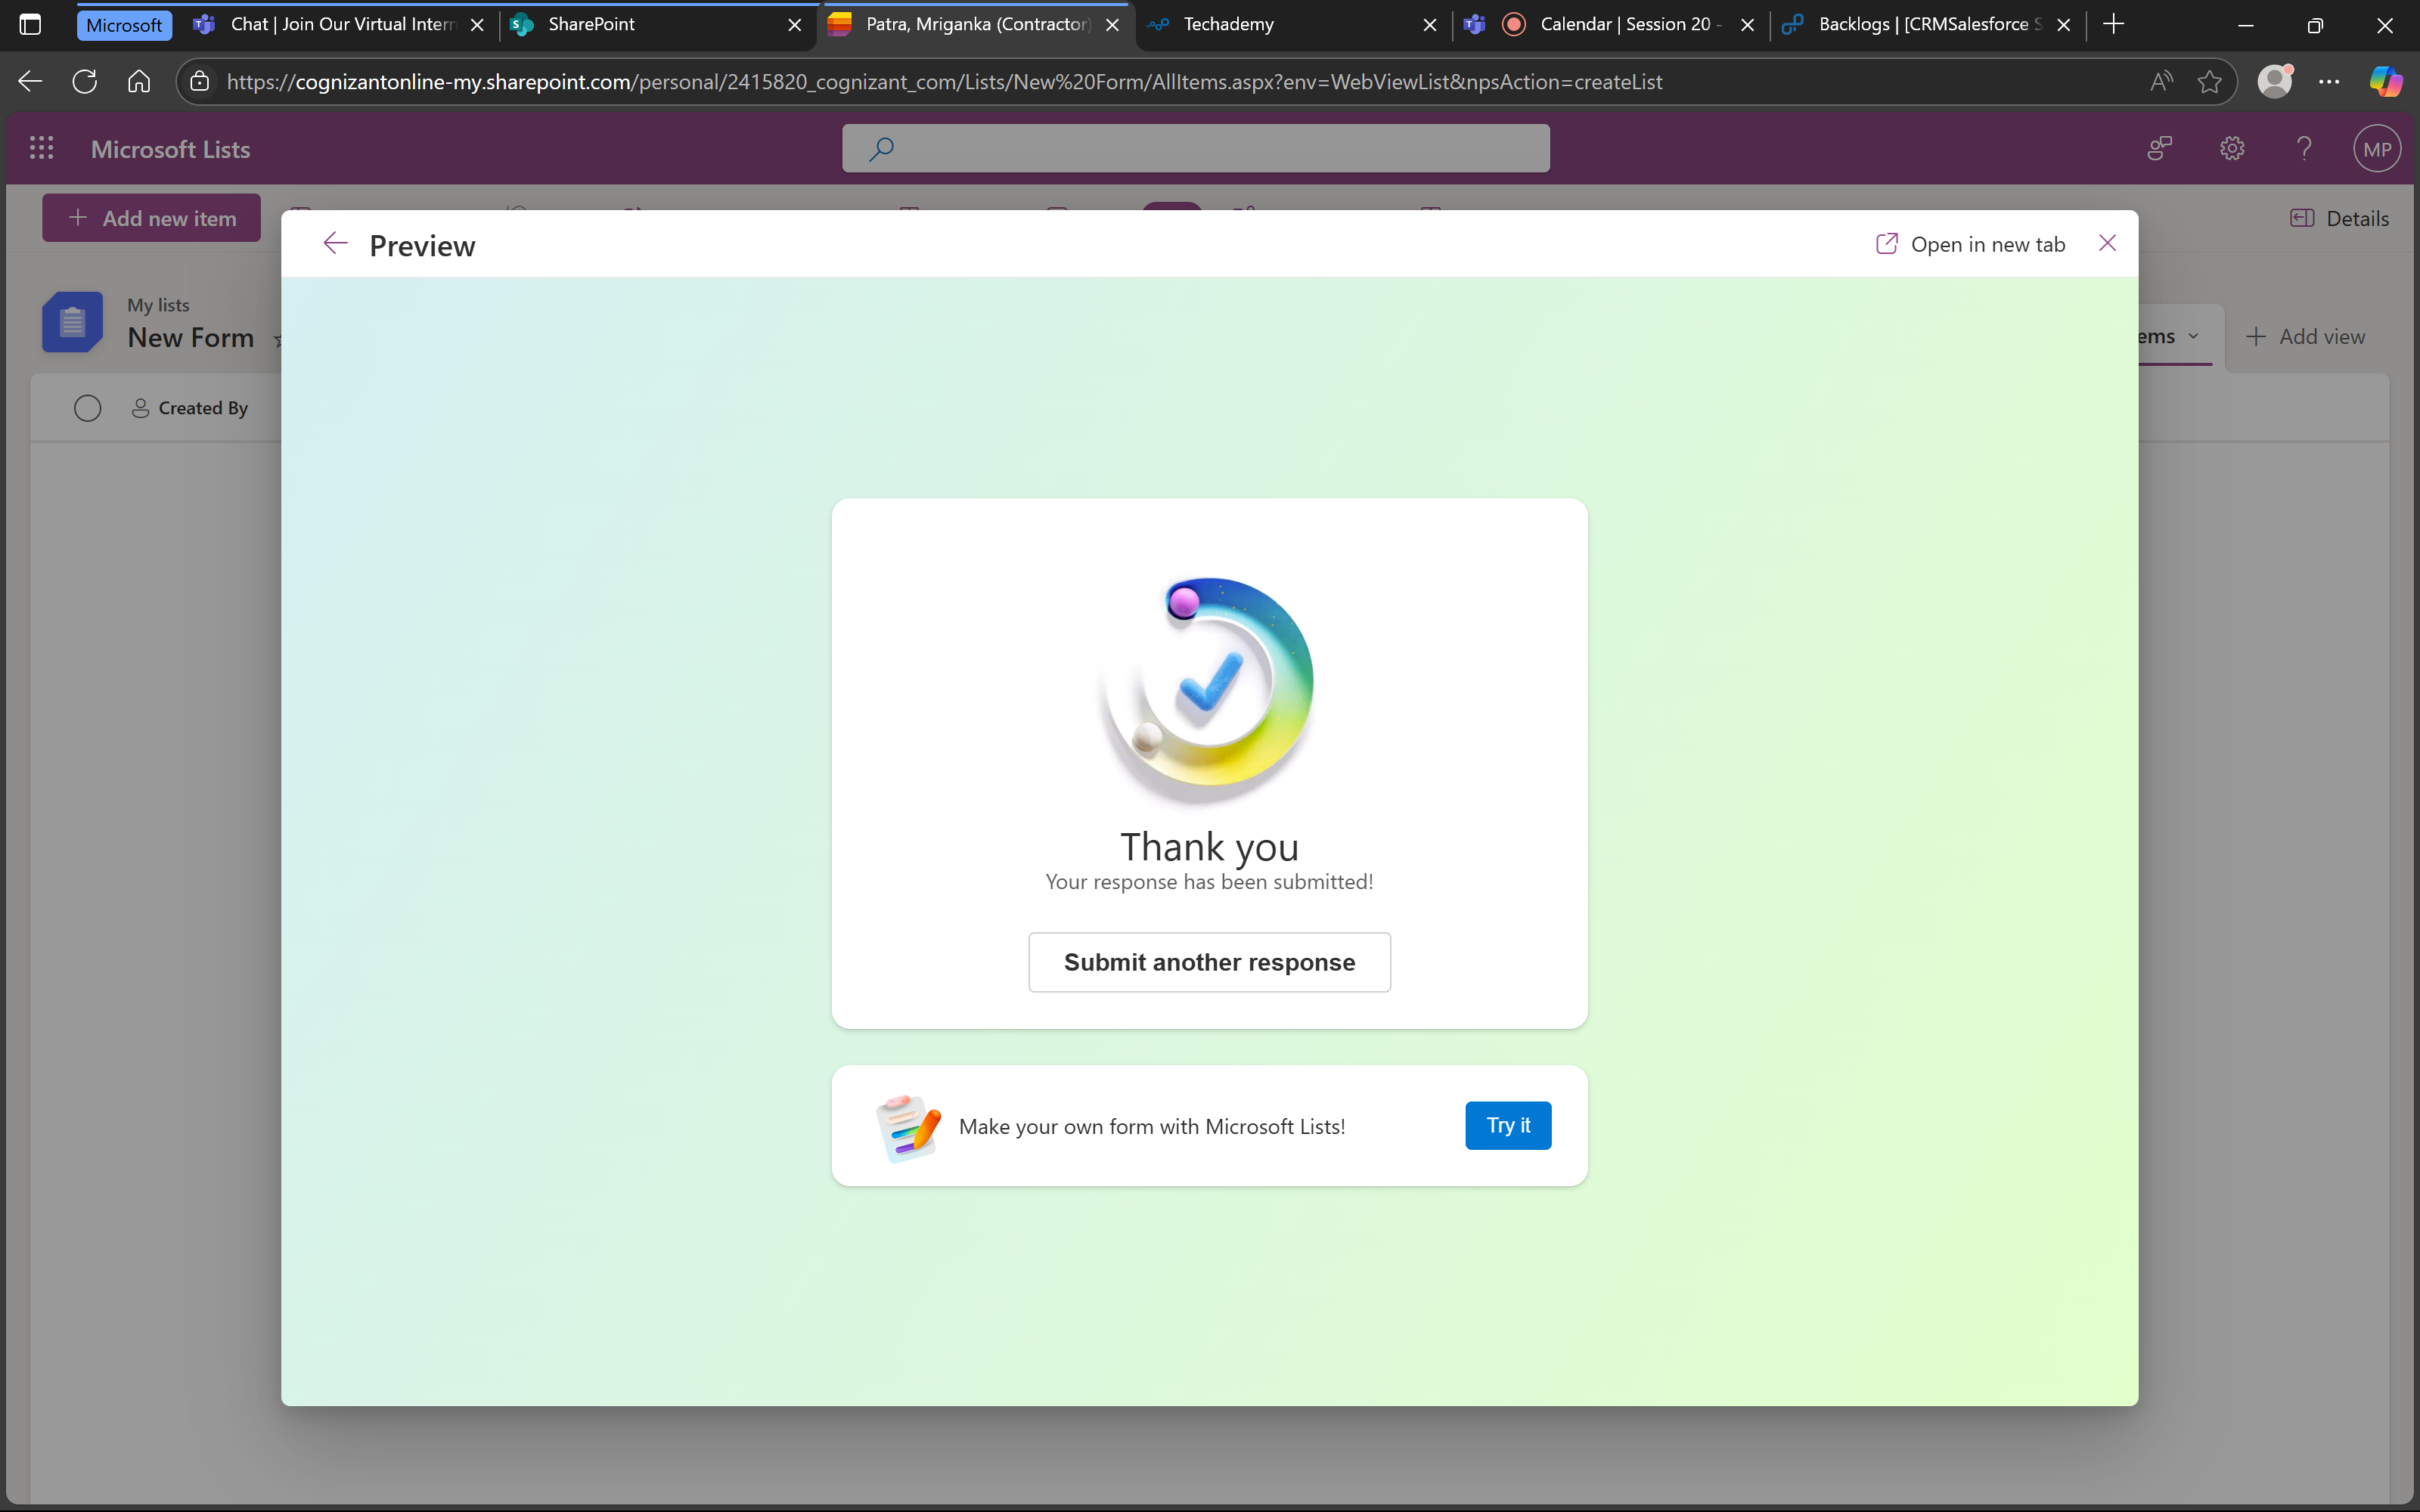 Microsoft
Chat | Join Our Virtual Intern
SharePoint
Patra, Mriganka (Contractor)
Techademy
Calendar | Session 20 -
Backlogs | [CRMSalesforce S
https://cognizantonline-my.sharepoint.com/personal/2415820_cognizant_com/Lists/New%20Form/AllItems.aspx?env=WebViewList&npsAction=createList
Microsoft Lists
MP
Add new item
Details
Preview
Open in new tab
My lists
New Form
ems
Add view
Created By
Thank you
Your response has been submitted!
Submit another response
Make your own form with Microsoft Lists!
Try it